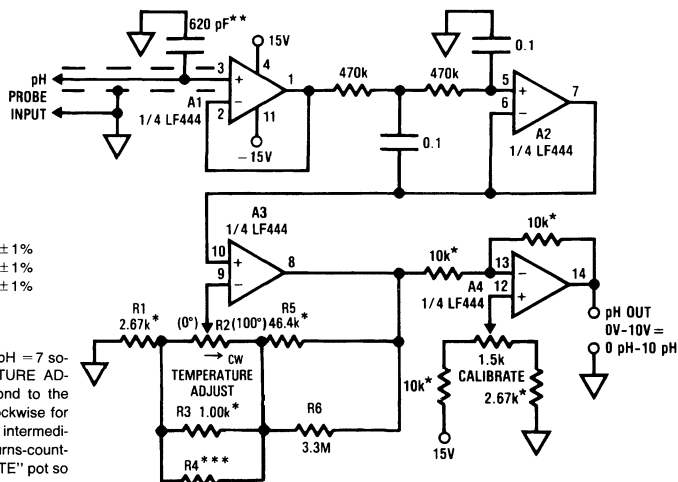 620 pF**
15V
0.1
pH
PROBE
INPUT
3
+
4
1
A1
−
2
11
1/4 LF444
−15V
470k
470k
5
+
6
−
7
A2
1/4 LF444
0.1
A3
1/4 LF444
10
+
9
−
8
10k*
10k*
13
−
A4
12
+
14
1/4 LF444
pH OUT
0V-10V =
0 pH-10 pH
±1%
±1%
±1%
R1
2.67k*
(0°)
R2
(100°)
R5
46.4k*
→ CW
TEMPERATURE
ADJUST
R3 1.00k*
R4***
R6
3.3M
1.5k
CALIBRATE
10k*
2.67k*
15V
pH = 7 so-
TURE AD-
ond to the
ockwise for
intermedi-
urns-count-
TE" pot so